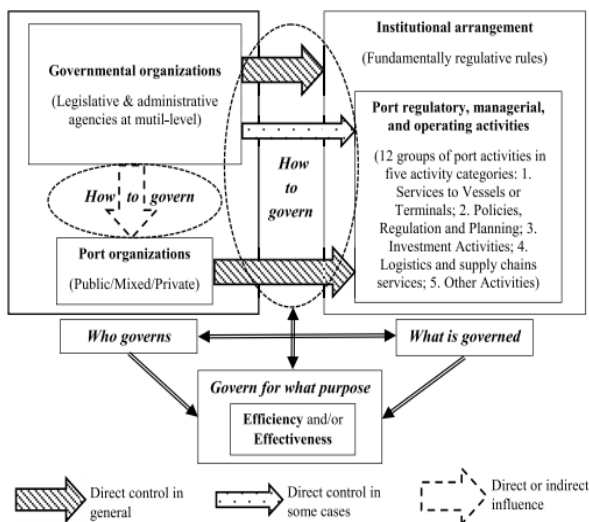 Governmental organizations
(Legislative & administrative
agencies at mutil-level)
How to govern
Port organizations
(Public/Mixed/Private)
How
to
govern
Institutional arrangement
(Fundamentally regulative rules)
Port regulatory, managerial,
and operating activities
(12 groups of port activities in
five activity categories: 1.
Services to Vessels or
Terminals; 2. Policies,
Regulation and Planning; 3.
Investment Activities; 4.
Logistics and supply chains
services; 5. Other Activities)
Who governs
What is governed
Govern for what purpose
Efficiency and/or
Effectiveness
Direct control in
general
Direct control in
some cases
Direct or indirect
influence